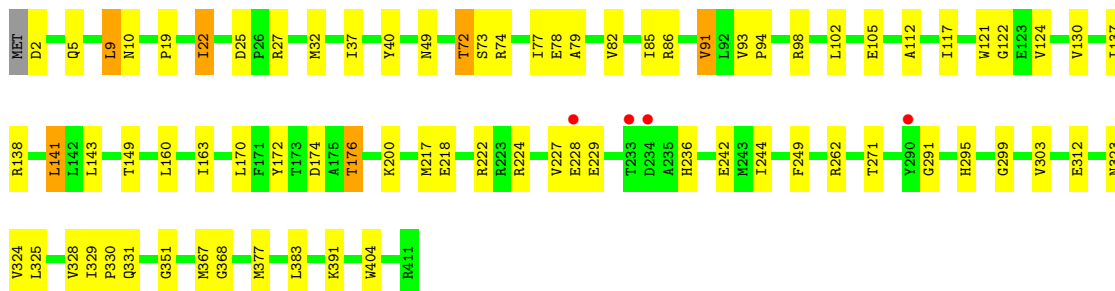 MET D2 Q5 L9 N10 P19 I22 D25 P26 R27 M32 I37 Y40 N49 T72 S73 R74 I77 E78 A79 V82 I85 R86 V91 L92 V93 P94 R98 L102 E105 A112 I117 W121 G122 E123 V124 V130 I137
R138 L141 L142 L143 T149 L160 I163 L170 F171 Y172 T173 D174 A175 T176 K200 M217 E218 R222 R223 R224 V227 E228 E229 T233 D234 A235 H236 E242 M243 I244 F249 R262 T271 Y290 G291 H295 G299 V303 E312 N323
V324 L325 V328 I329 P330 Q331 G351 M367 G368 M377 L383 K391 W404 R411